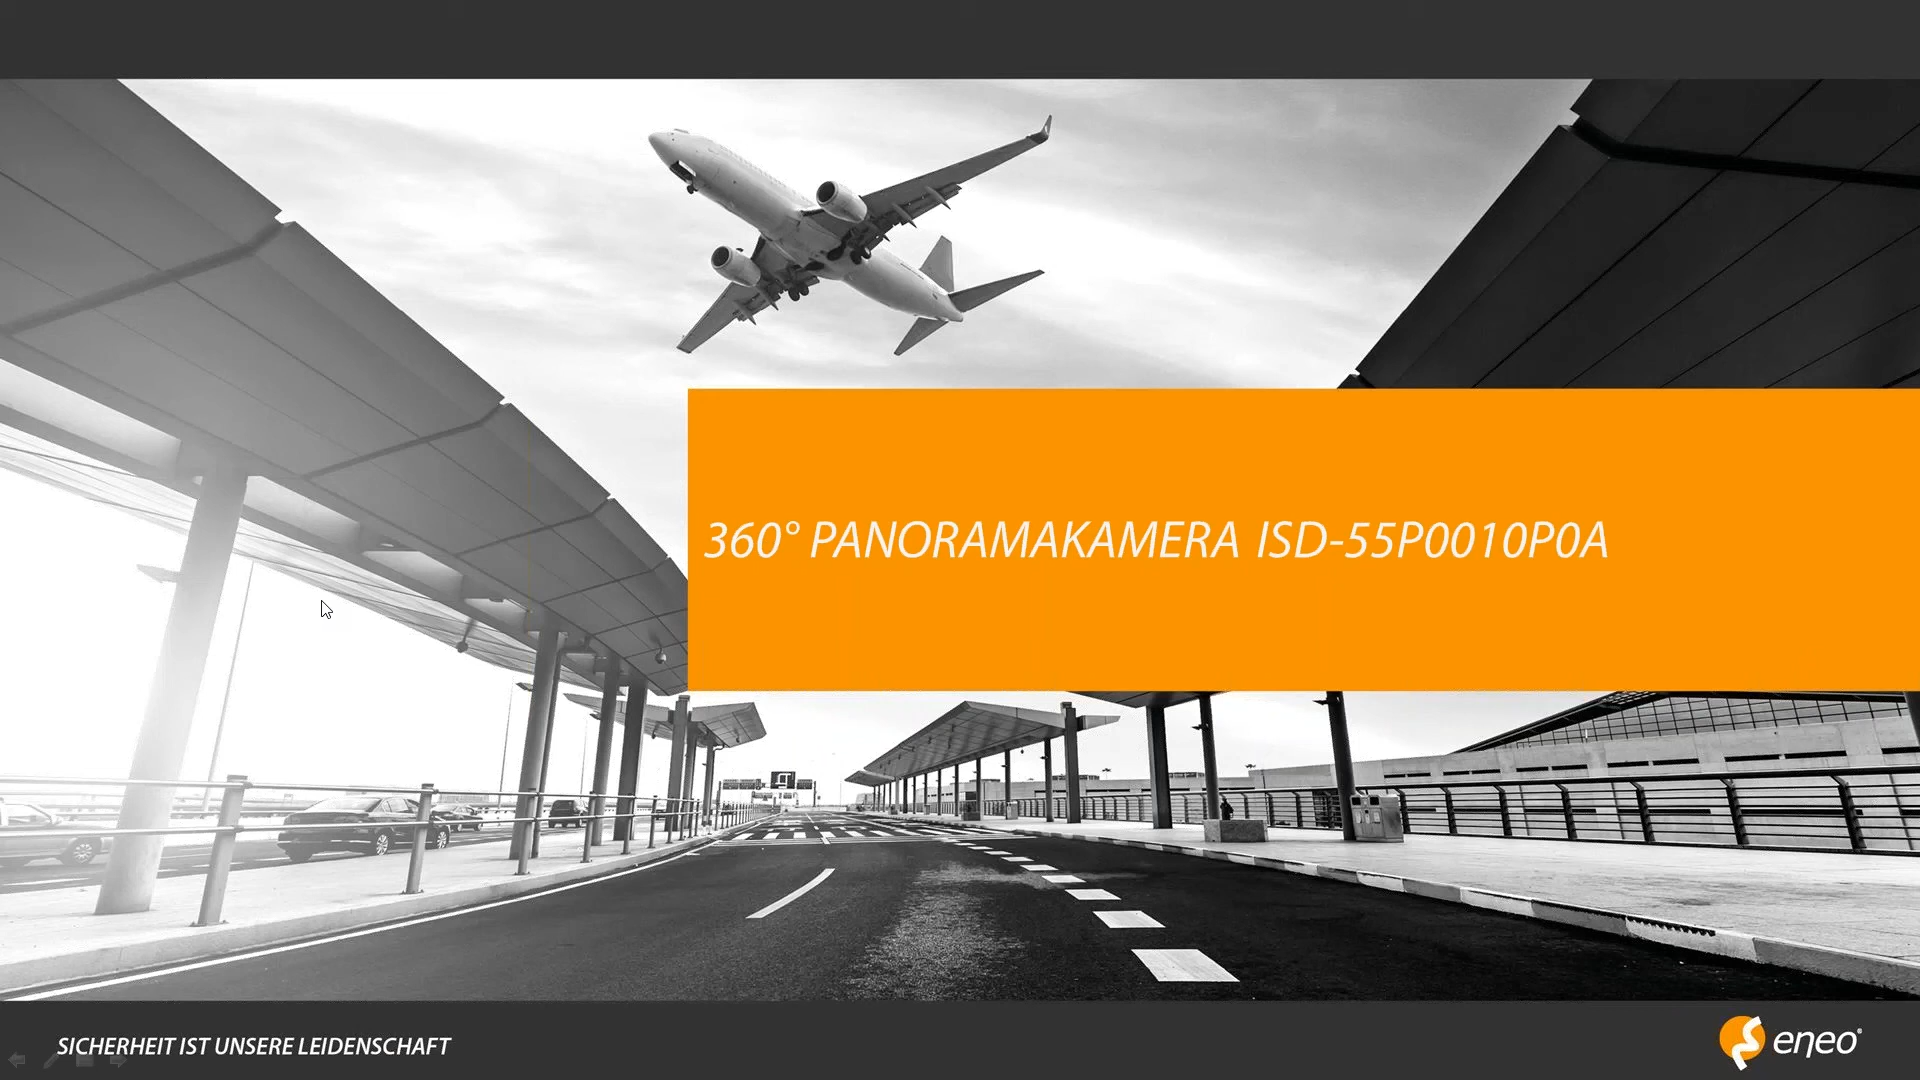 360° PANORAMAKAMERA ISD-55P0010P0A
SICHERHEIT IST UNSERE LEIDENSCHAFT
eneo®